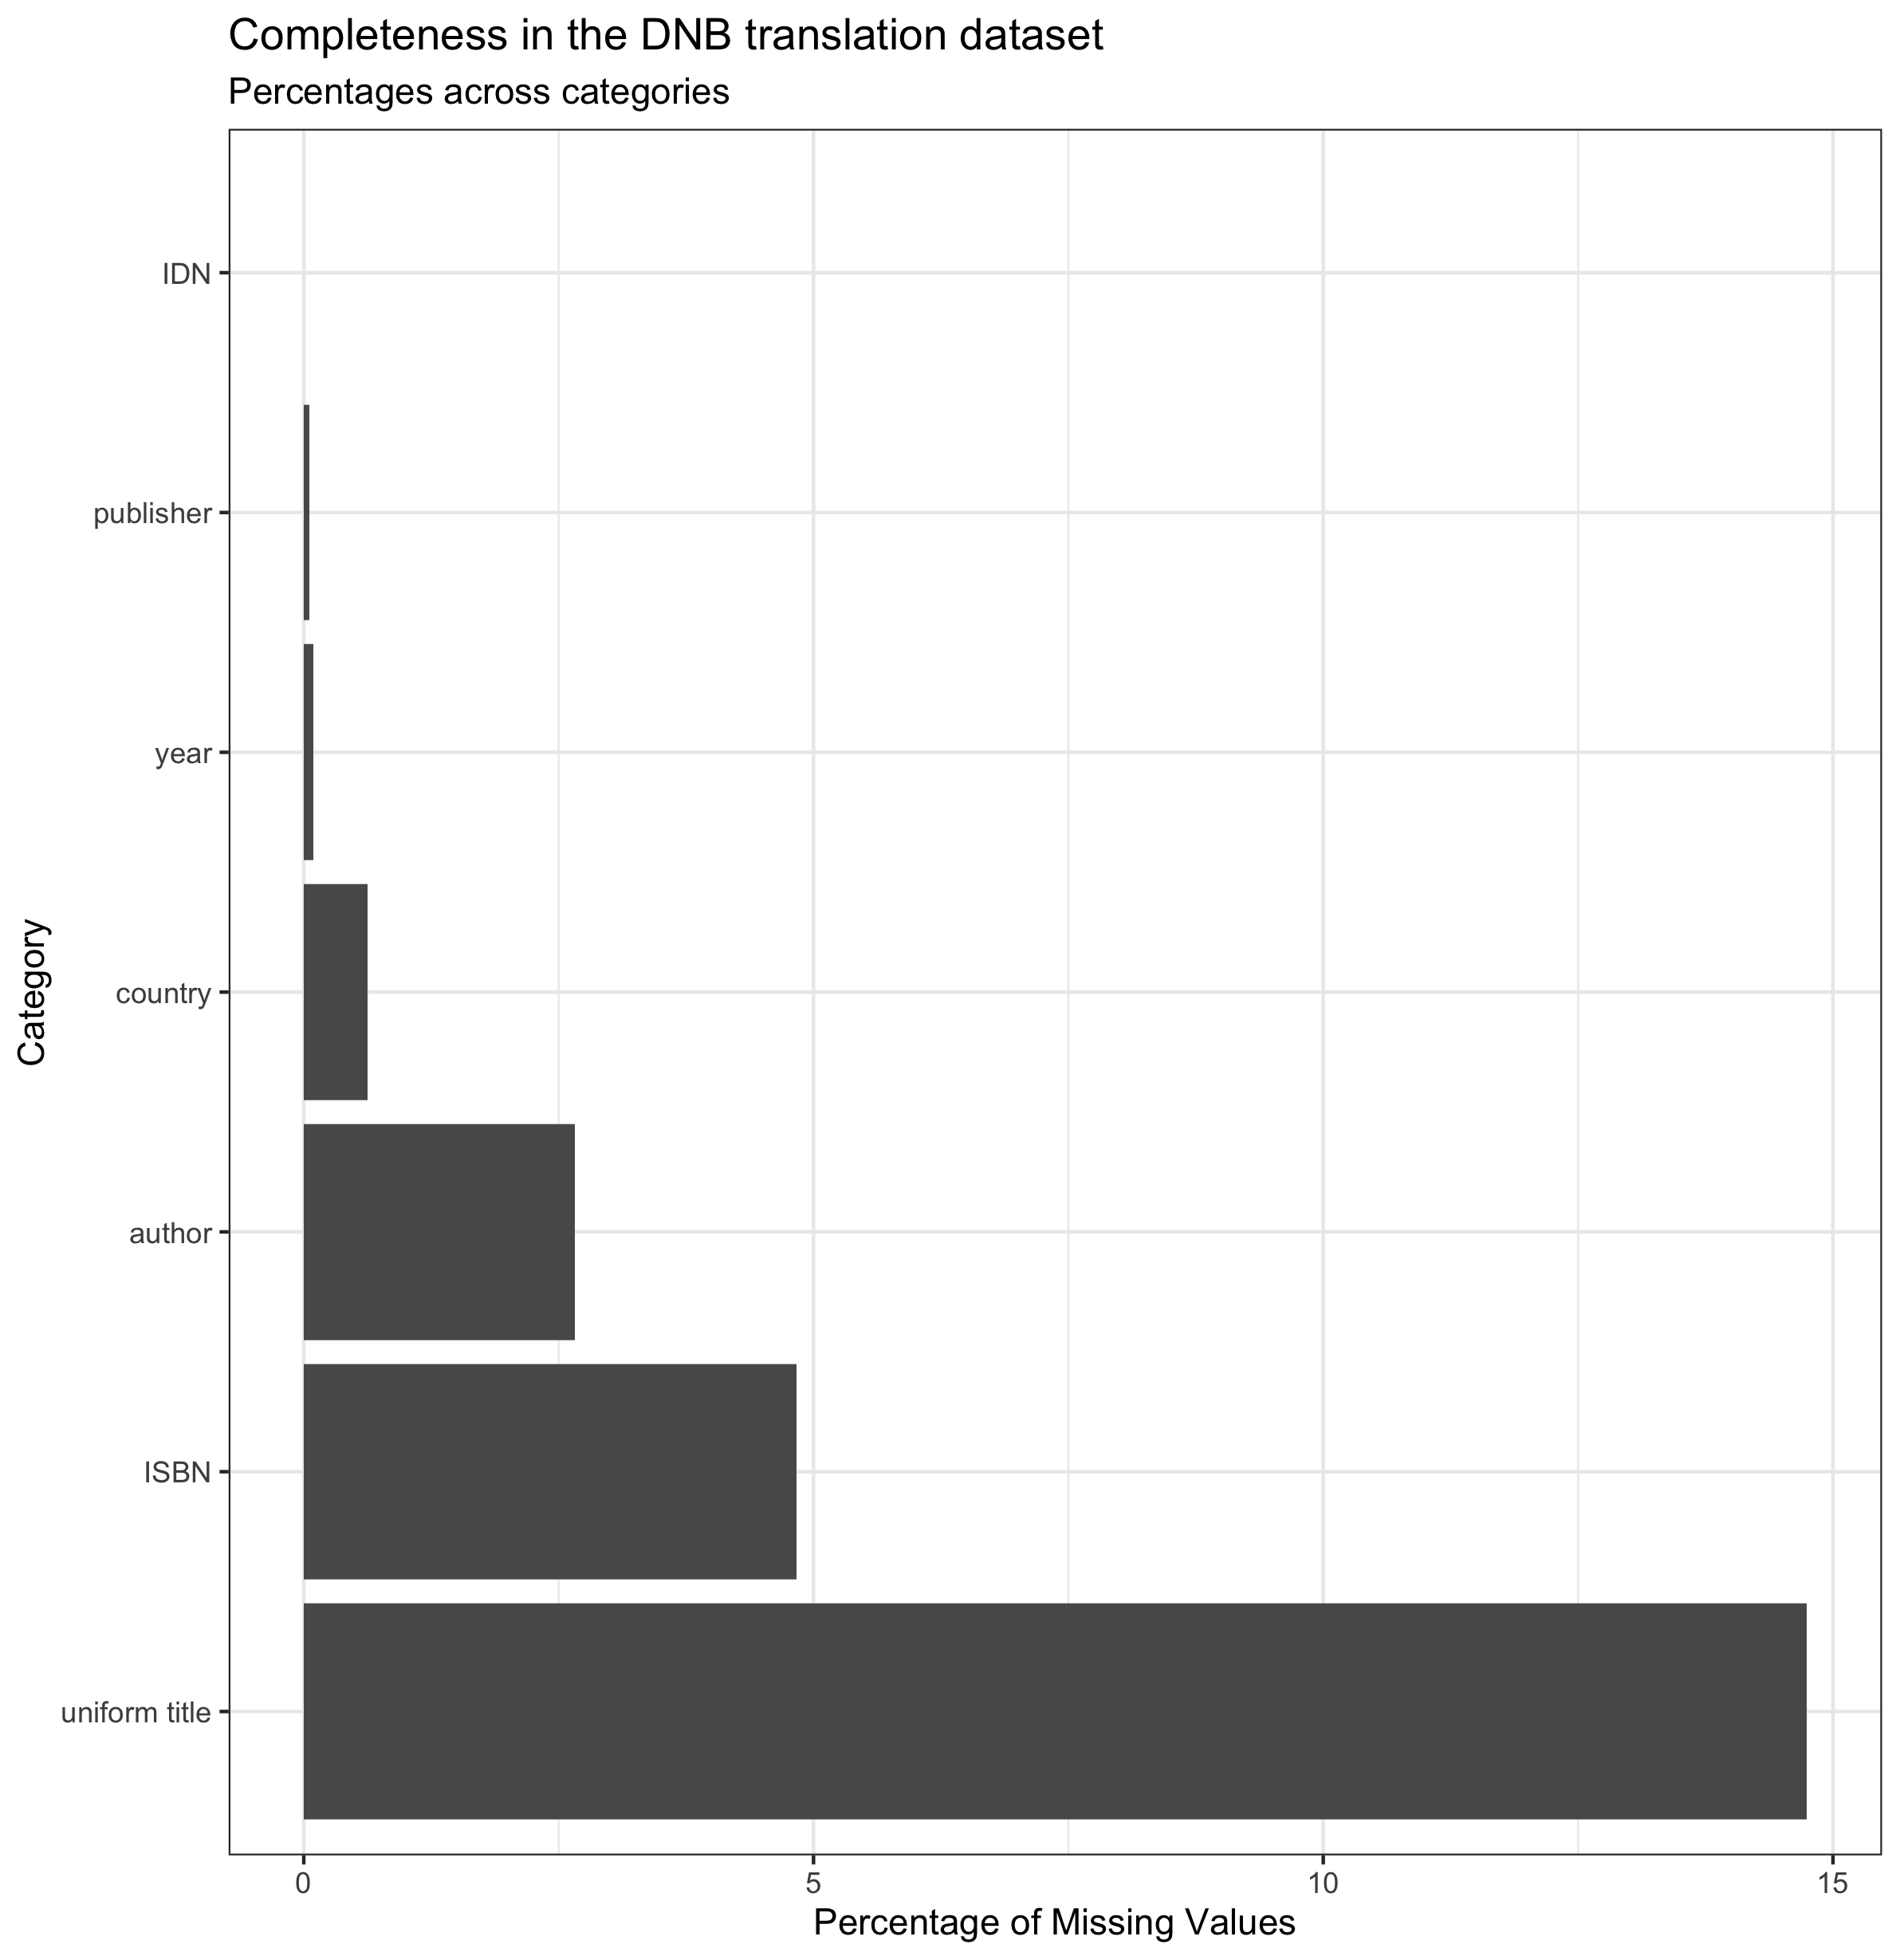 Completeness in the DNB translation dataset
Percentages across categories
Category
IDN
publisher
year
country
author
ISBN
uniform title
0 5 10 15
Percentage of Missing Values